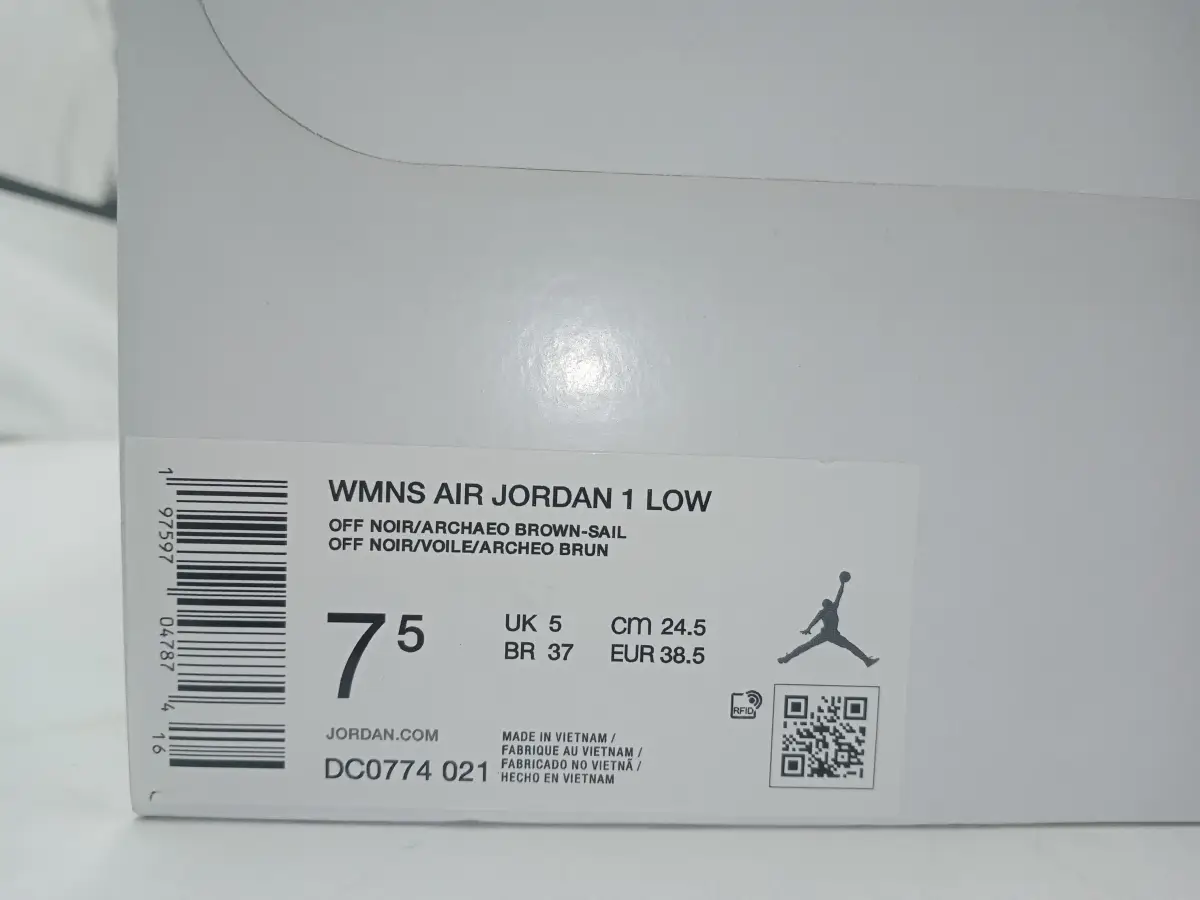 WMNS AIR JORDAN 1 LOW
OFF NOIR/ARCHAEO BROWN-SAIL
OFF NOIR/VOILE/ARCHEO BRUN
7 5
UK 5 CM 24.5
BR 37 EUR 38.5
RFID
JORDAN.COM
DC0774 021
MADE IN VIETNAM /
FABRIQUE AU VIETNAM /
FABRICADO NO VIETNÃ /
HECHO EN VIETNAM
1 97597 04787 4 16